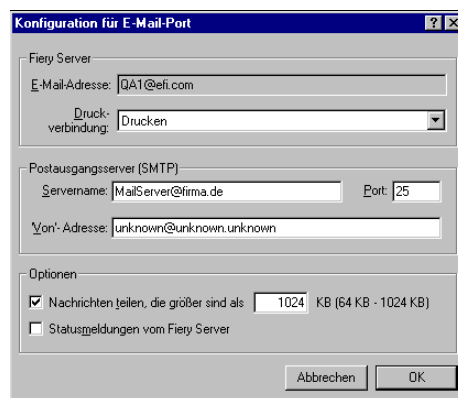 Konfiguration für E-Mail-Port
Fiery Server
E-Mail-Adresse: QA1@efi.com
Druck-
verbindung: Drucken
Postausgangsserver (SMTP)
Servername: MailServer@firma.de Port: 25
'Von'- Adresse: unknown@unknown.unknown
Optionen
Nachrichten teilen, die größer sind als 1024 KB (64 KB - 1024 KB)
Statusmeldungen vom Fiery Server
Abbrechen OK